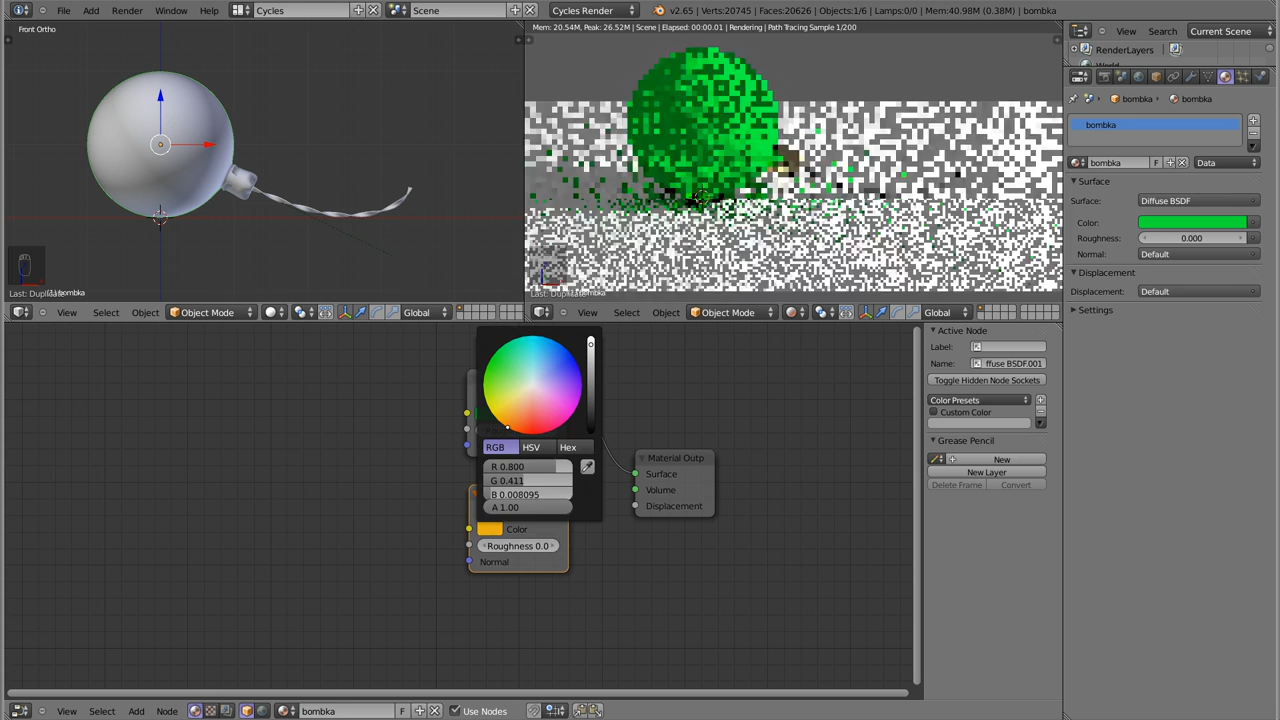 File Add Render Window Help Cycles Scene Cycles Render v2.65 | Verts:20745 | Faces:20626 | Objects:1/6 | Lamps:0/0 | Mem:40.98M (0.38M) | bombka
Front Ortho
Mem: 20.54M, Peak: 26.52M | Scene | Elapsed: 00:00.01 | Rendering | Path Tracing Sample 1/200
View Search Current Scene
RenderLayers
bombka bombka
bombka
bombka F Data
Surface
Surface: Diffuse BSDF
Color:
Roughness: 0.000
Normal: Default
Displacement
Displacement: Default
Settings
View Select Object Object Mode Global
View Select Object Object Mode Global
RGB HSV Hex
R 0.800
G 0.411
B 0.008095
A 1.00
Color
Roughness 0.0
Normal
Material Outp
Surface
Volume
Displacement
Active Node
Label:
Name: ffuse BSDF.001
Toggle Hidden Node Sockets
Color Presets
Custom Color
Grease Pencil
New
New Layer
Delete Frame Convert
View Select Add Node bombka F Use Nodes